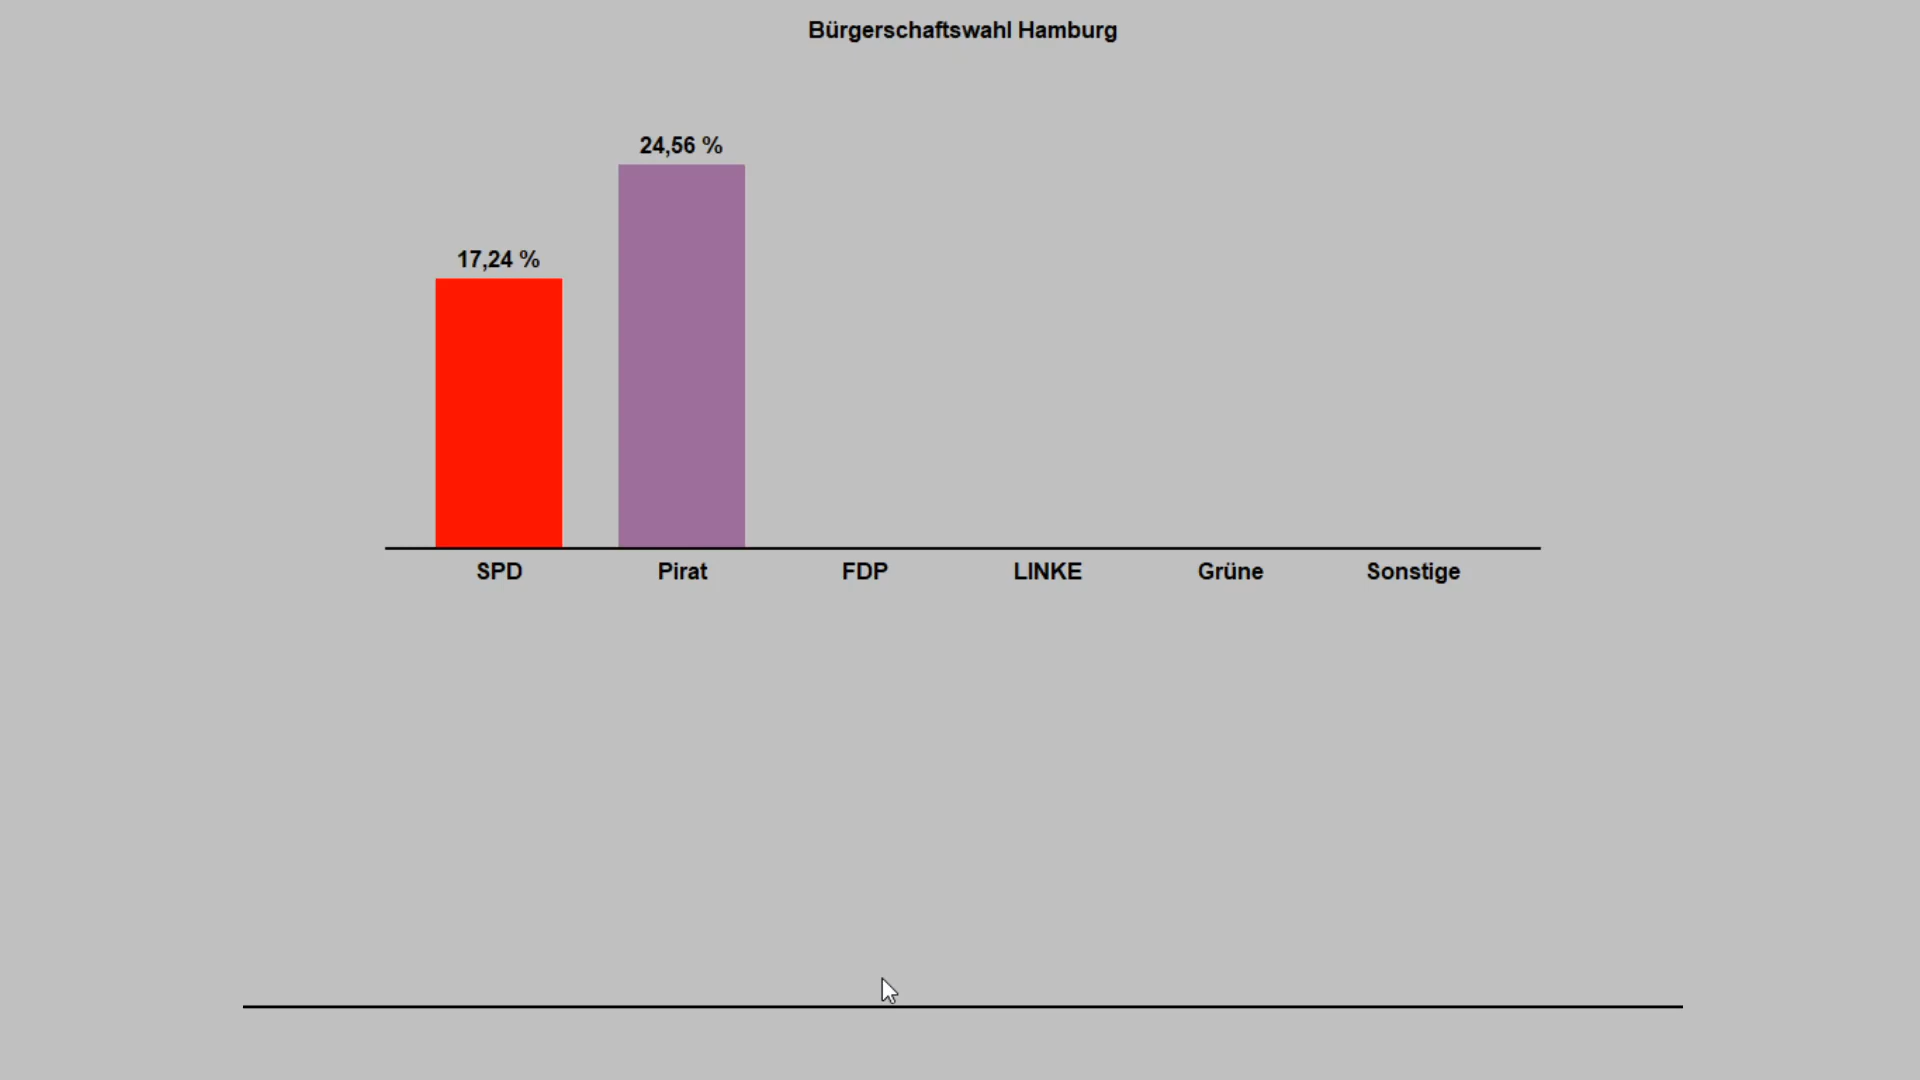 Bürgerschaftswahl Hamburg
24,56 %
17,24 %
SPD Pirat FDP LINKE Grüne Sonstige